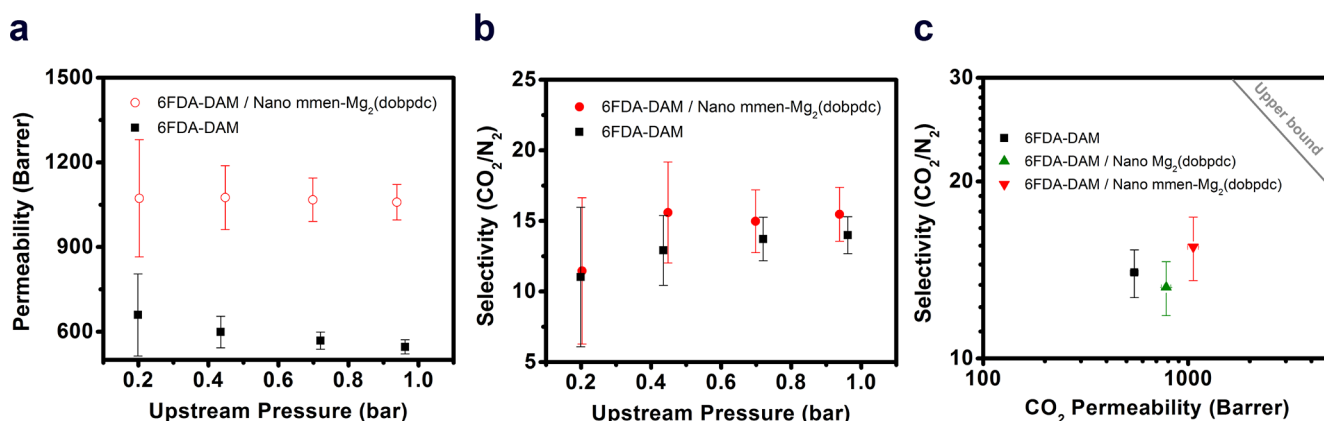 a
1500
1200
900
600
0.2 0.4 0.6 0.8 1.0
Permeability (Barrer)
Upstream Pressure (bar)
6FDA-DAM / Nano mmen-Mg2(dobpdc)
6FDA-DAM
b
25
20
15
10
5
0.2 0.4 0.6 0.8 1.0
Selectivity (CO2/N2)
Upstream Pressure (bar)
6FDA-DAM / Nano mmen-Mg2(dobpdc)
6FDA-DAM
c
30
20
10
100 1000
Selectivity (CO2/N2)
CO2 Permeability (Barrer)
Upper bound
6FDA-DAM
6FDA-DAM / Nano Mg2(dobpdc)
6FDA-DAM / Nano mmen-Mg2(dobpdc)